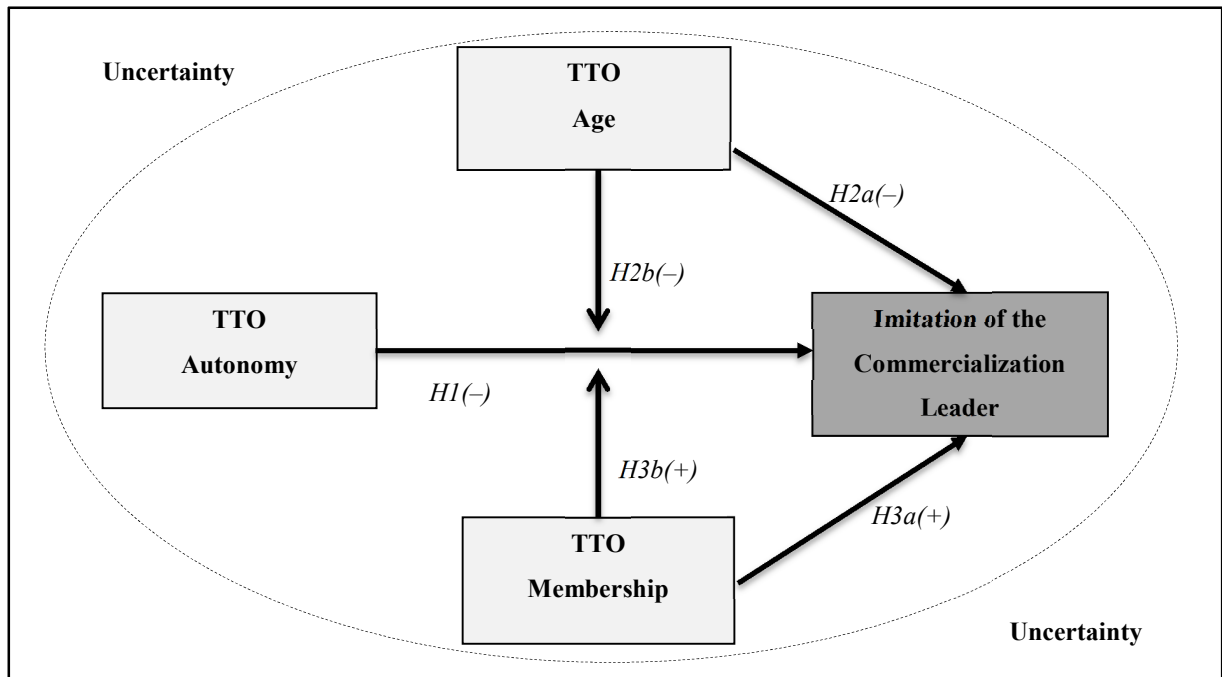 Uncertainty
TTO
Age
H2a(–)
H2b(–)
TTO
Autonomy
H1(–)
Imitation of the
Commercialization
Leader
H3b(+)
H3a(+)
TTO
Membership
Uncertainty